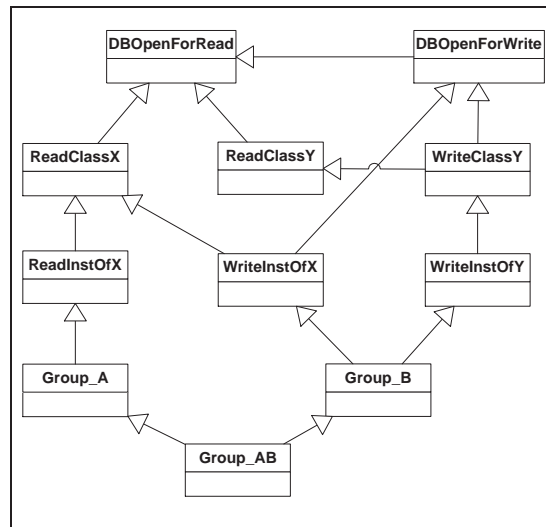 DBOpenForRead
DBOpenForWrite
ReadClassX
ReadClassY
WriteClassY
ReadInstOfX
WriteInstOfX
WriteInstOfY
Group_A
Group_B
Group_AB